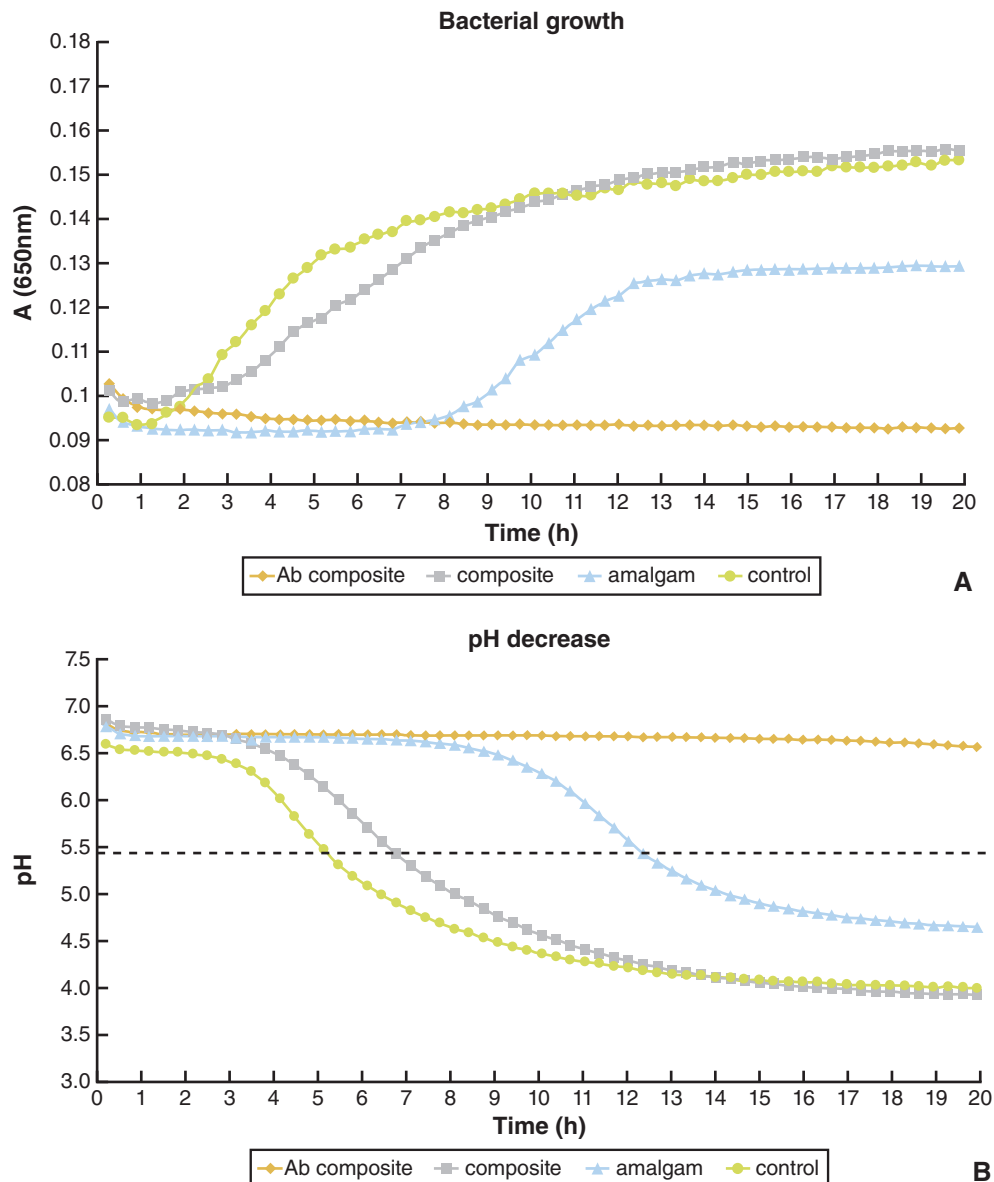 Bacterial growth
0.18
0.17
0.16
0.15
0.14
0.13
0.12
0.11
0.1
0.09
0.08
A (650nm)
0 1 2 3 4 5 6 7 8 9 10 11 12 13 14 15 16 17 18 19 20
Time (h)
Ab composite composite amalgam control
A
pH decrease
7.5
7.0
6.5
6.0
5.5
5.0
4.5
4.0
3.5
3.0
pH
0 1 2 3 4 5 6 7 8 9 10 11 12 13 14 15 16 17 18 19 20
Time (h)
Ab composite composite amalgam control
B